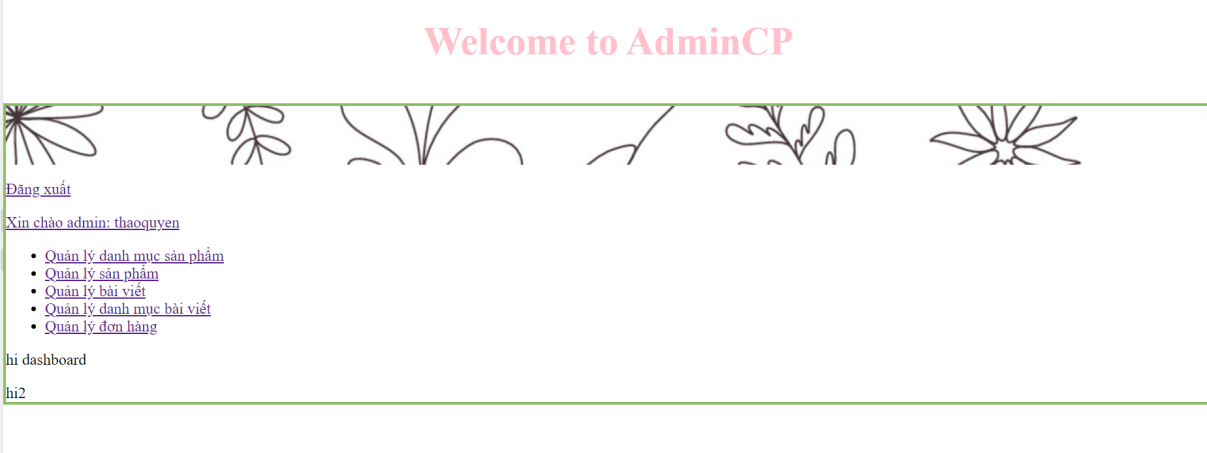 Welcome to AdminCP
Đăng xuất
Xin chào admin: thaoquyen
Quản lý danh mục sản phẩm
Quản lý sản phẩm
Quản lý bài viết
Quản lý danh mục bài viết
Quản lý đơn hàng
hi dashboard
hi2